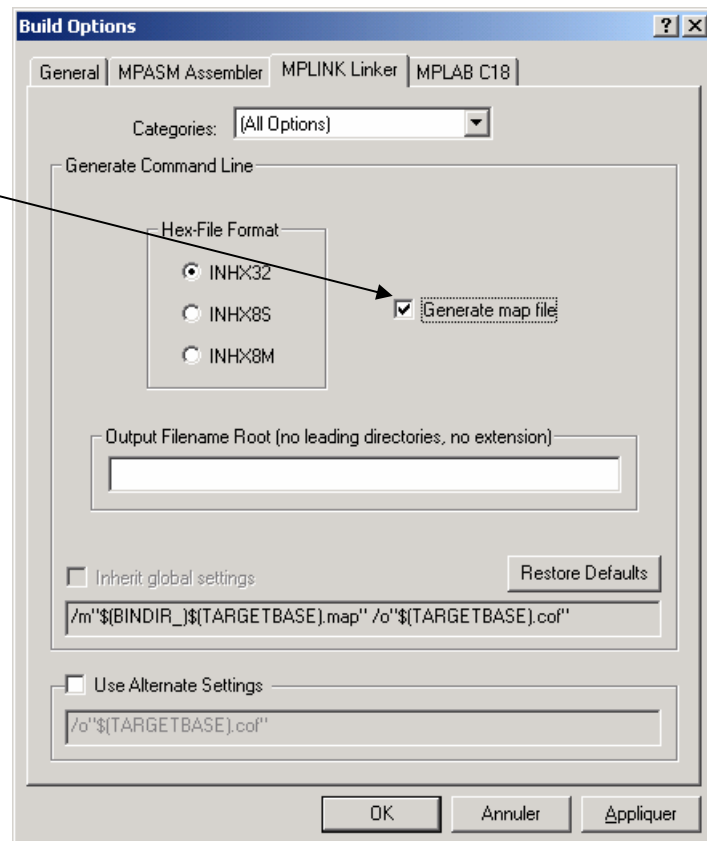 Build Options
General MPASM Assembler MPLINK Linker MPLAB C18
Categories: (All Options)
Generate Command Line
Hex-File Format
INHX32
INHX8S
INHX8M
Generate map file
Output Filename Root (no leading directories, no extension)
Inherit global settings
Restore Defaults
/m"$(BINDIR_)$(TARGETBASE).map" /o"$(TARGETBASE).cof"
Use Alternate Settings
/o"$(TARGETBASE).cof"
OK Annuler Appliquer